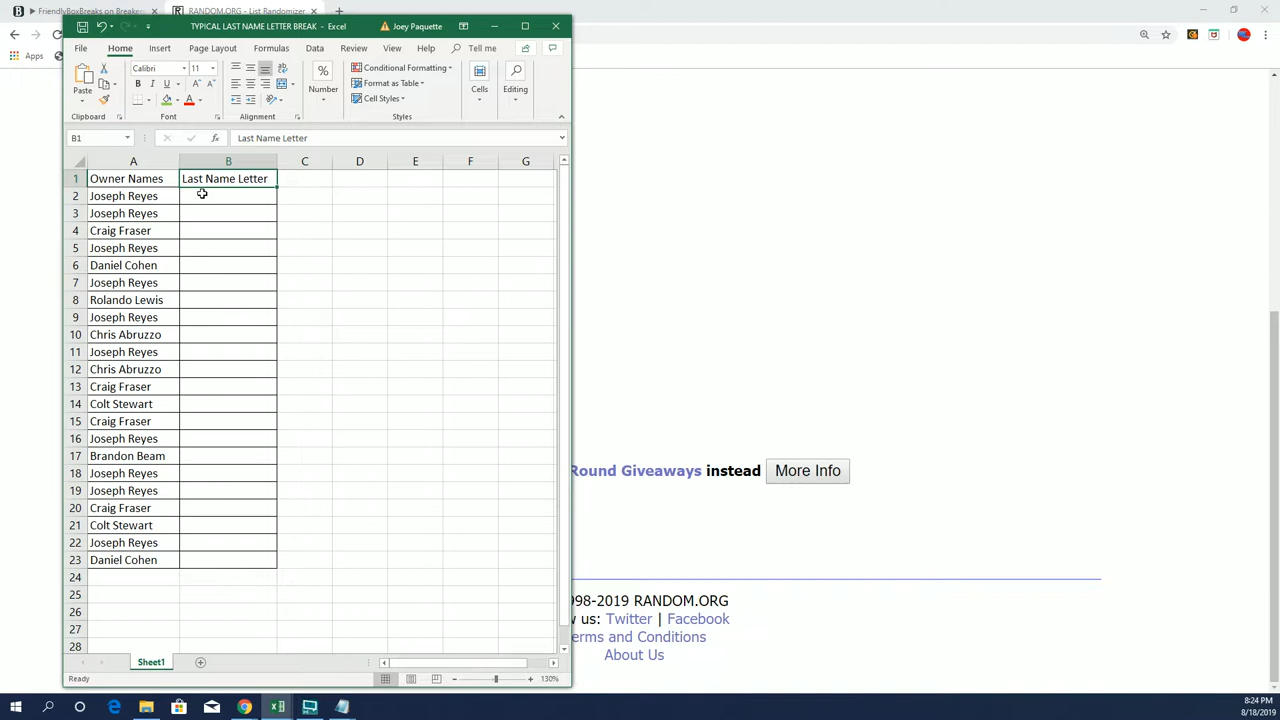 FriendlyBoxBreaks on Breaker
RANDOM.ORG - List Randomizer
Apps
TYPICAL LAST NAME LETTER BREAK - Excel
Joey Paquette
File Home Insert Page Layout Formulas Data Review View Help Tell me
Paste
Calibri 11
B I U
A A
A
%
Number
Conditional Formatting
Format as Table
Cell Styles
Cells
Editing
Clipboard Font Alignment Styles
B1 fx Last Name Letter
A B C D E F G
1 Owner Names Last Name Letter
2 Joseph Reyes
3 Joseph Reyes
4 Craig Fraser
5 Joseph Reyes
6 Daniel Cohen
7 Joseph Reyes
8 Rolando Lewis
9 Joseph Reyes
10 Chris Abruzzo
11 Joseph Reyes
12 Chris Abruzzo
13 Craig Fraser
14 Colt Stewart
15 Craig Fraser
16 Joseph Reyes
17 Brandon Beam
18 Joseph Reyes
19 Joseph Reyes
20 Craig Fraser
21 Colt Stewart
22 Joseph Reyes
23 Daniel Cohen
24
25
26
27
28
Sheet1
Ready
130%
Round Giveaways instead More Info
98-2019 RANDOM.ORG
us: Twitter | Facebook
erms and Conditions
About Us
8:24 PM
8/18/2019